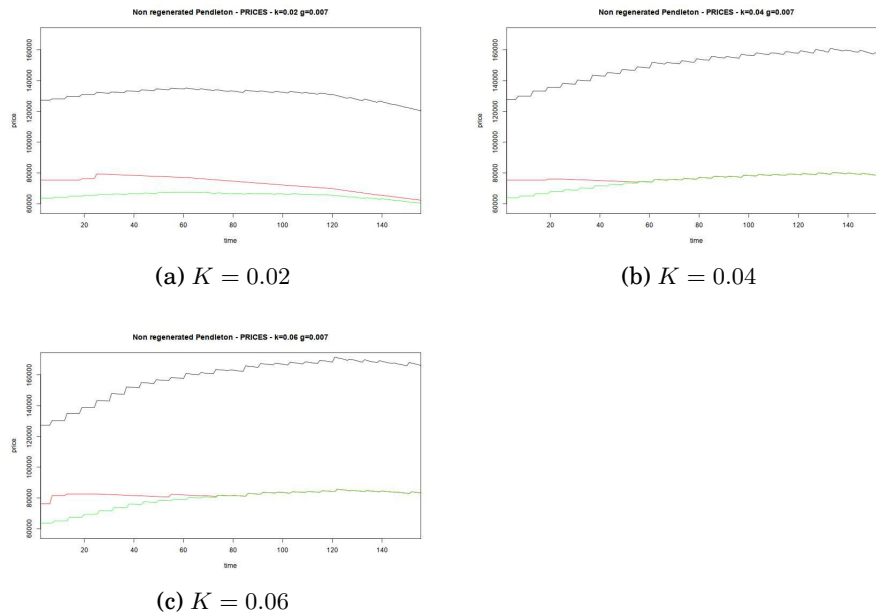 Non regenerated Pendleton - PRICES - k=0.02 g=0.007
price
60000 80000 100000 120000 140000 160000
20 40 60 80 100 120 140
time
(a) K = 0.02
Non regenerated Pendleton - PRICES - k=0.04 g=0.007
price
60000 80000 100000 120000 140000 160000
20 40 60 80 100 120 140
time
(b) K = 0.04
Non regenerated Pendleton - PRICES - k=0.06 g=0.007
price
60000 80000 100000 120000 140000 160000
20 40 60 80 100 120 140
time
(c) K = 0.06